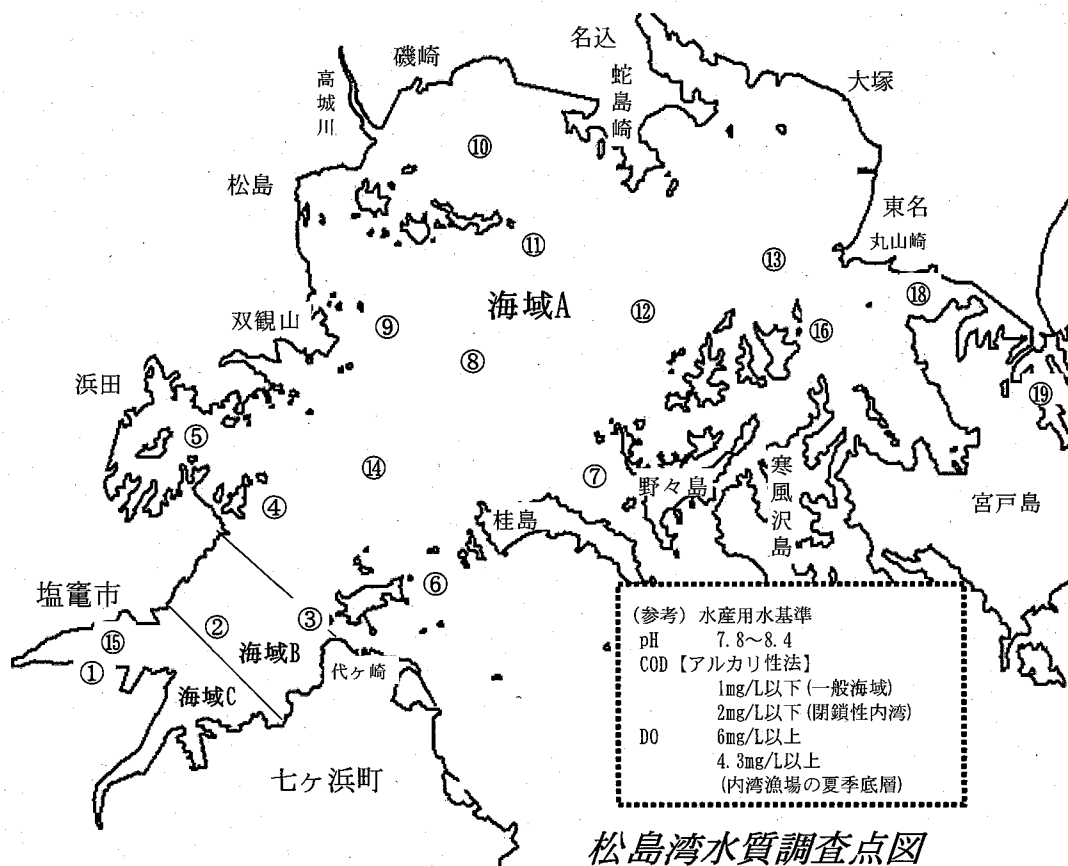 名込
磯崎
高城川
蛇島崎
大塚
⑩
松島
東名
丸山崎
⑪
⑬
⑱
海域A
⑫
⑯
双観山
⑨
⑧
浜田
⑲
⑤
⑭
⑦
野々島
寒風沢島
宮戸島
④
桂島
⑥
塩竈市
③
②
⑮
海域B
①
代ヶ崎
海域C
七ヶ浜町
(参考) 水産用水基準
pH 7.8～8.4
COD【アルカリ性法】
1mg/L以下(一般海域)
2mg/L以下(閉鎖性内湾)
DO 6mg/L以上
4.3mg/L以上
(内湾漁場の夏季底層)
松島湾水質調査点図